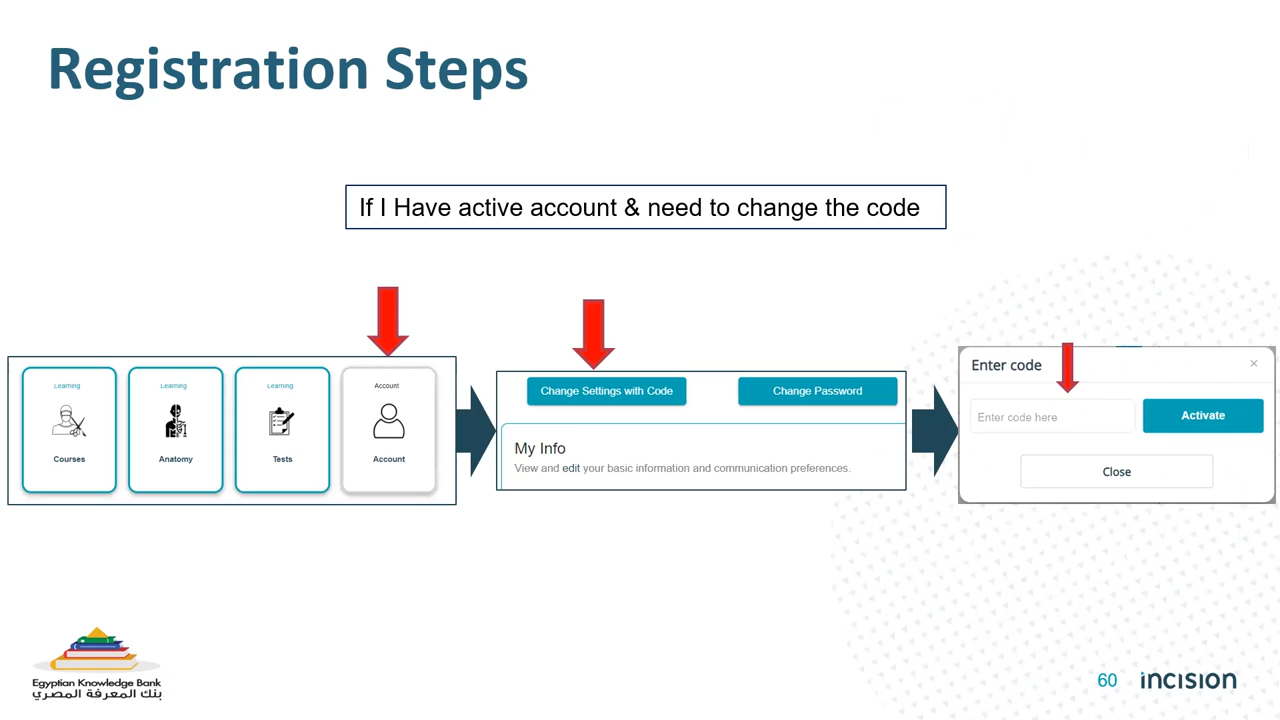 Registration Steps
If I Have active account & need to change the code
Learning
Courses
Learning
Anatomy
Learning
Tests
Account
Account
Change Settings with Code
Change Password
My Info
View and edit your basic information and communication preferences.
Enter code
×
Enter code here
Activate
Close
Egyptian Knowledge Bank
بنك المعرفة المصري
60
incision